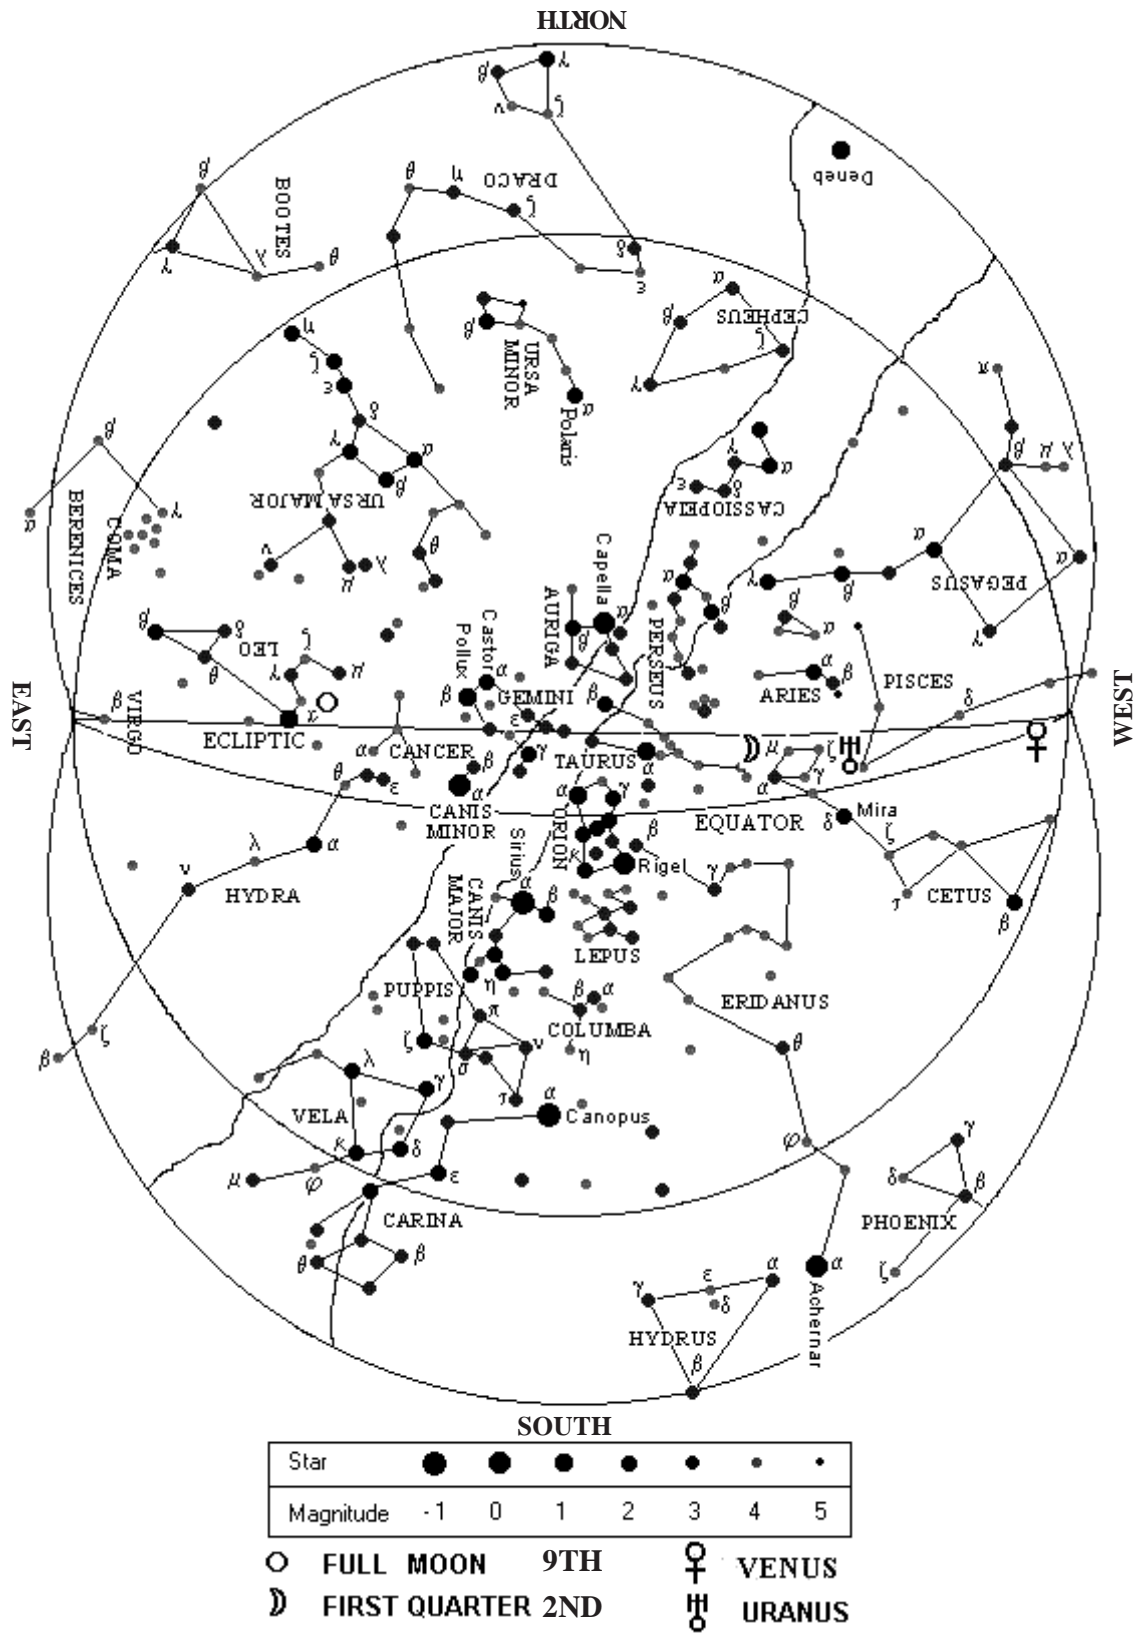 NORTH
β γ
ν ξ
Deneb
β
BOOTES
θ η DRACO
ζ
γ λ θ
δ
ε
α
CEPHEUS
β
ζ
γ
η
ζ
ε
β
URSA
MINOR
δ
α
Polaris
π
β μ λ
β
γ
α
β
URSA MAJOR
γ
α
δ
ε
CASSIOPEIA
α
γ
COMA
BERENICES
ν
μ λ
θ
Capella
α
γ β α
α
PEGASUS
AURIGA
β
α
β
PERSEUS
β
α
γ
β δ
LEO
θ
γ ζ μ
α
Castor
Pollux
α
β
GEMINI
β
ε
α
β
ARIES
PISCES
δ
EAST
WEST
β
VIRGO
ECLIPTIC
α
CANCER
γ
TAURUS
α
μ ζ
γ
α
θ
ε
β
α
CANIS
MINOR
α
γ
ORION
EQUATOR
δ
Mira
λ
α
ν
HYDRA
Sirius
κ
β
Rigel
γ
ζ
τ
CETUS
β
α
β
CANIS
MAJOR
LEPUS
η
PUPPIS
β α
ERIDANUS
π
COLUMBA
β ζ
ζ
ν
η
θ
λ
σ
γ
τ
α
Canopus
VELA
κ δ
μ φ
ε
φ
γ
δ
β
PHOENIX
CARINA
θ
β
ζ
α
Achernar
γ ε α
δ
HYDRUS
β
SOUTH
Star
Magnitude -1 0 1 2 3 4 5
FULL MOON 9TH VENUS
FIRST QUARTER 2ND URANUS